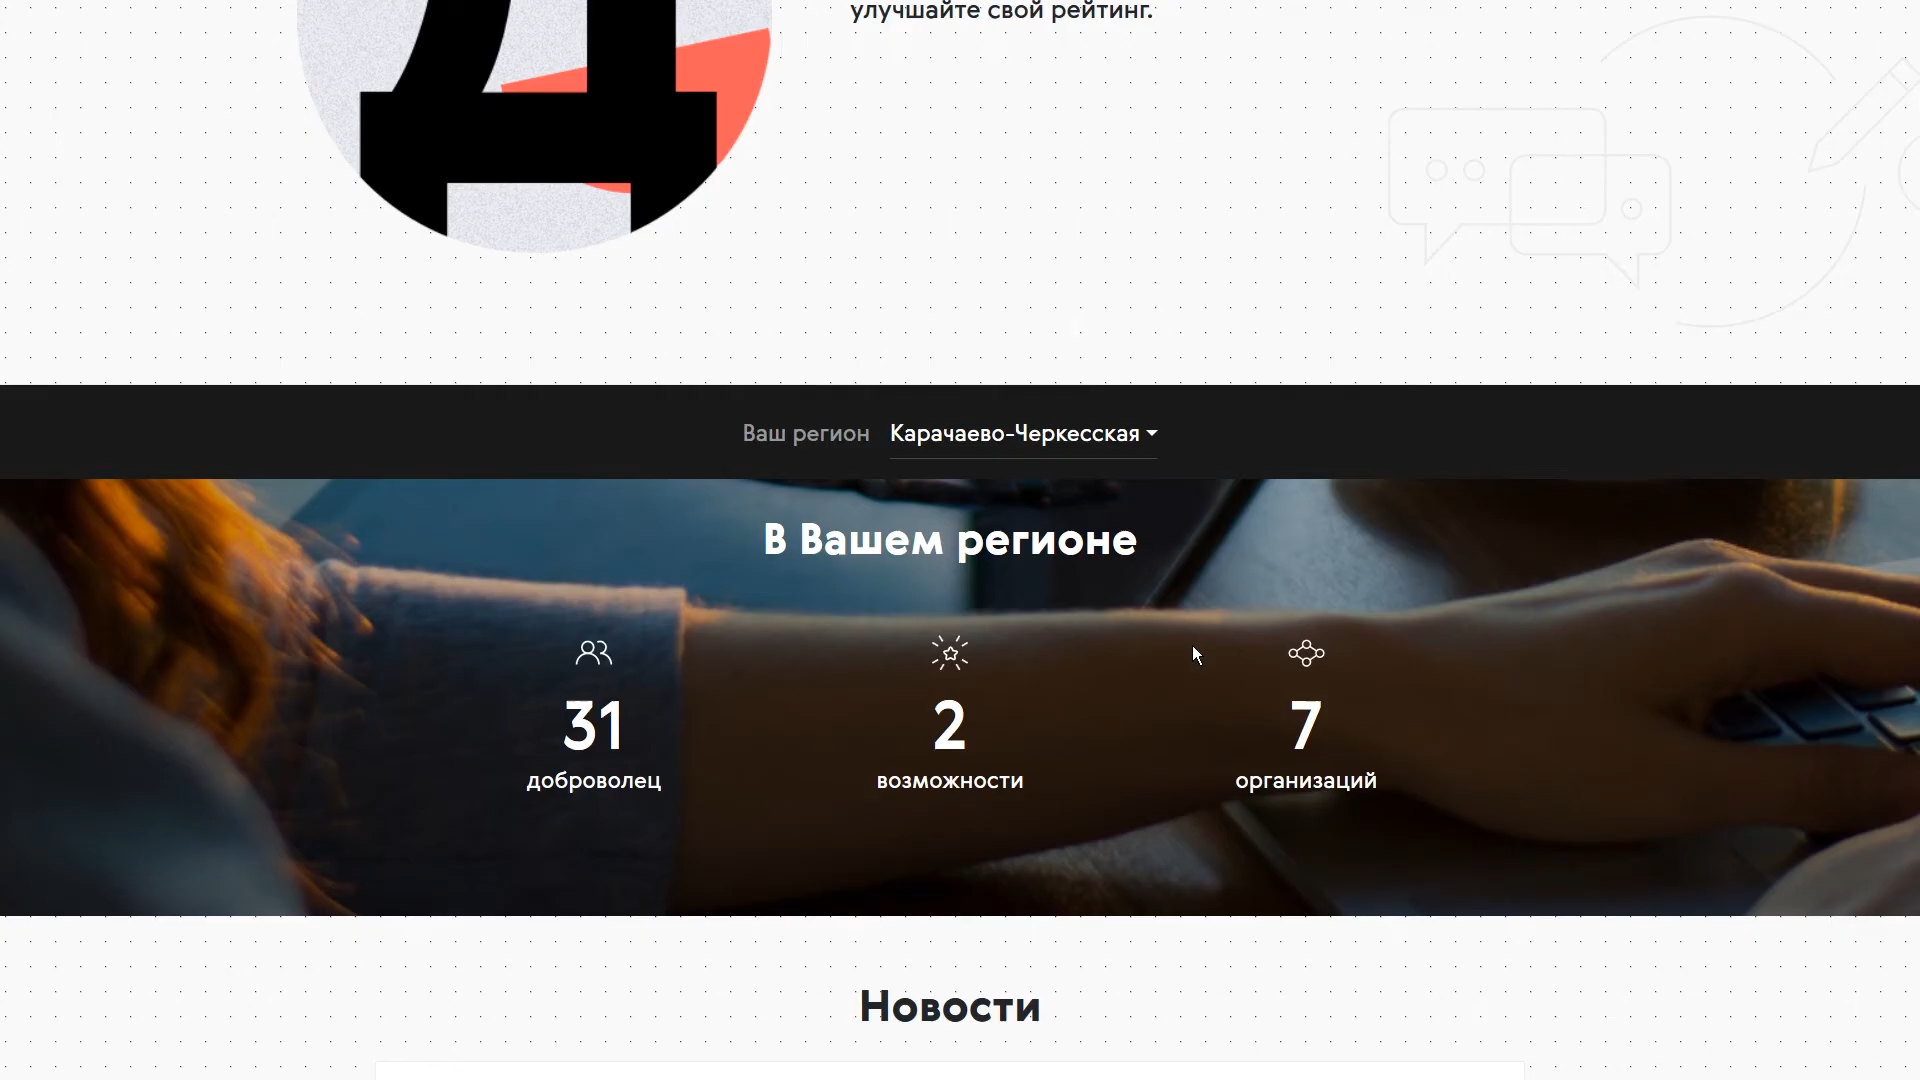 улучшайте свой рейтинг.
Д
Ваш регион Карачаево-Черкесская
В Вашем регионе
31
доброволец
2
возможности
7
организаций
Новости